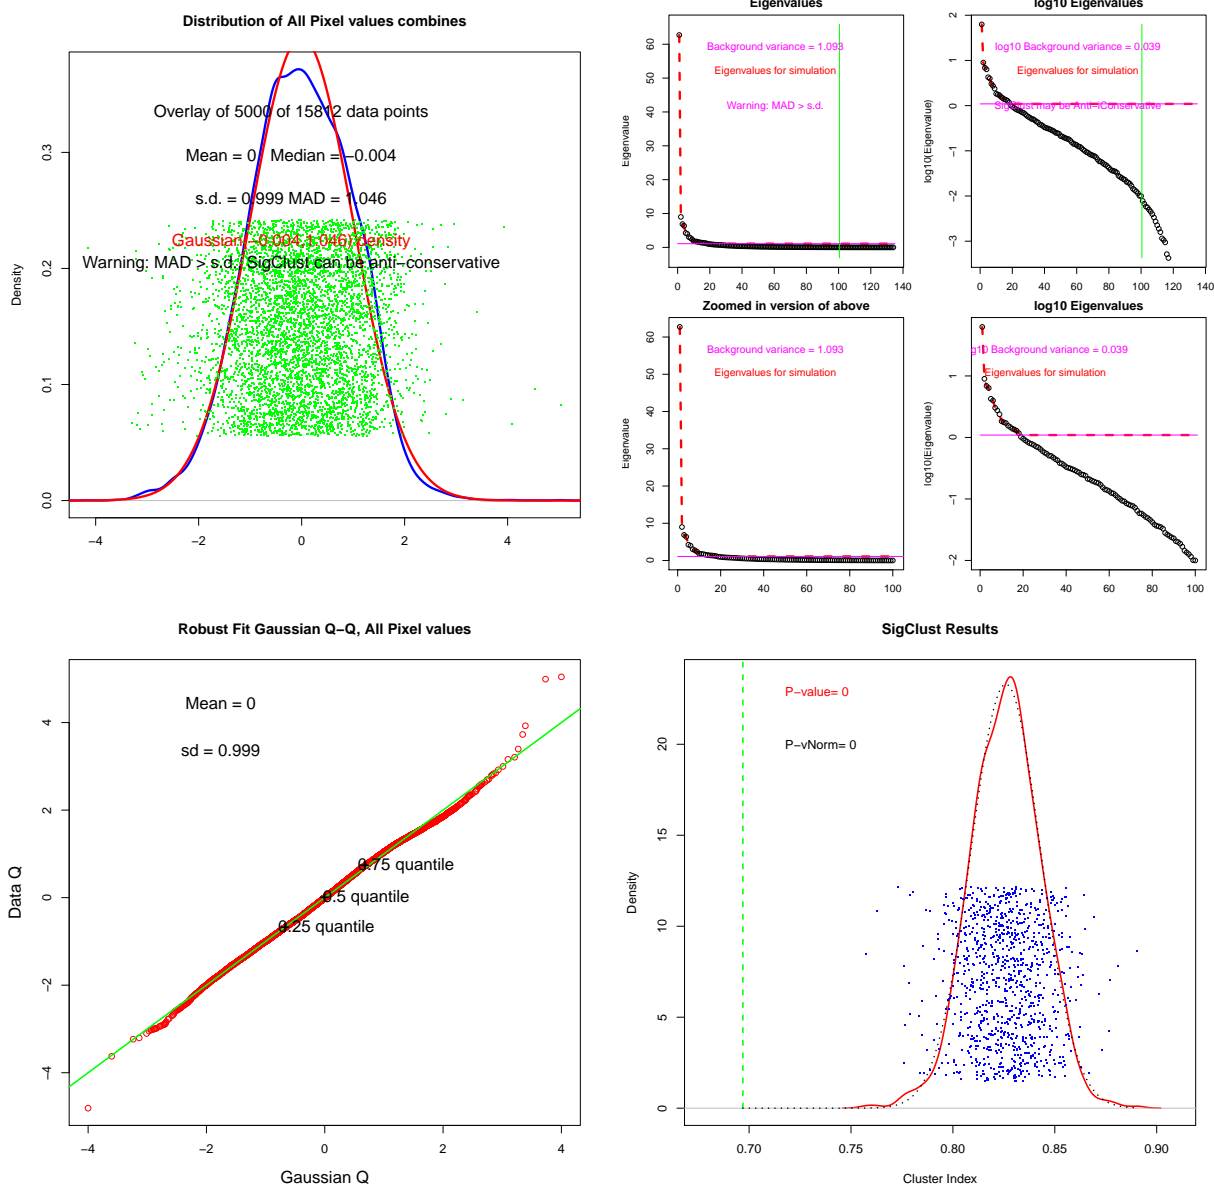 Distribution of All Pixel values combines
Overlay of 5000 of 15812 data points
Mean = 0 Median = −0.004
s.d. = 0.999 MAD = 1.046
Gaussian(−0.004,1.046) density
Warning: MAD > s.d., SigClust can be anti−conservative
Density
0.0 0.1 0.2 0.3
−4 −2 0 2 4
Eigenvalues
Background variance = 1.093
Eigenvalues for simulation
Warning: MAD > s.d.
Eigenvalue
0 10 20 30 40 50 60
0 20 40 60 80 100 120 140
log10 Eigenvalues
log10 Background variance = 0.039
Eigenvalues for simulation
SigClust may be Anti−Conservative
log10(Eigenvalue)
−3 −2 −1 0 1 2
0 20 40 60 80 100 120 140
Zoomed in version of above
Background variance = 1.093
Eigenvalues for simulation
Eigenvalue
0 10 20 30 40 50 60
0 20 40 60 80 100
log10 Eigenvalues
g10 Background variance = 0.039
Eigenvalues for simulation
log10(Eigenvalue)
−2 −1 0 1
0 20 40 60 80 100
Robust Fit Gaussian Q−Q, All Pixel values
Mean = 0
sd = 0.999
0.75 quantile
0.5 quantile
0.25 quantile
Data Q
−4 −2 0 2 4
−4 −2 0 2 4
Gaussian Q
SigClust Results
P−value= 0
P−vNorm= 0
Density
0 5 10 15 20
0.70 0.75 0.80 0.85 0.90
Cluster Index